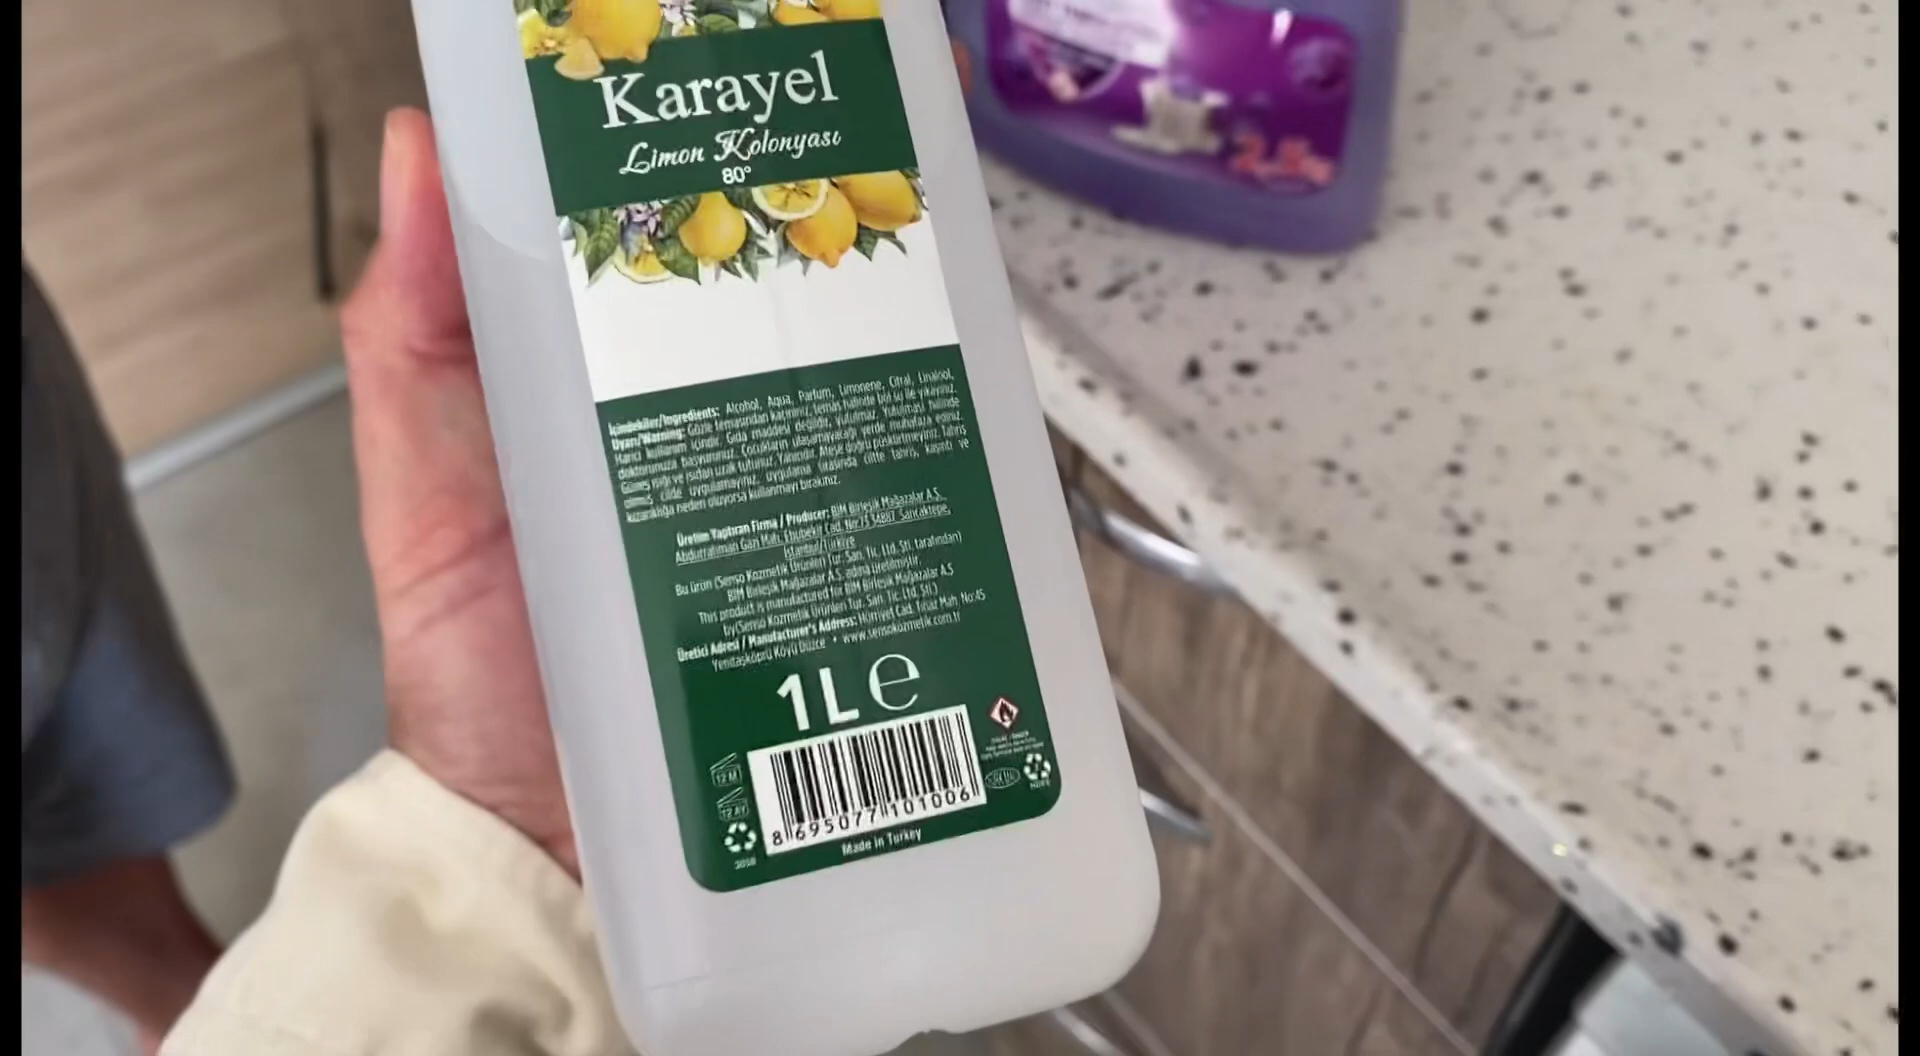 Karayel
Limon Kolonyası
80°
İçindekiler/Ingredients: Alcohol, Aqua, Parfum, Limonene, Citral, Linalool.
Uyarı/Warning: Gözle temasından kaçınınız, temas halinde bol su ile yıkayınız.
Harici kullanım içindir. Gıda maddesi değildir, yutulmaz. Yutulması halinde
doktorunuza başvurunuz. Çocukların ulaşamayacağı yerde muhafaza ediniz.
Güneş ışığı ve ısıdan uzak tutunuz. Yanıcıdır. Ateşe doğru püskürtmeyiniz. Tahriş
olmuş cilde uygulamayınız, uygulama sırasında ciltte tahriş, kaşıntı ve
kızarıklığa neden oluyorsa kullanmayı bırakınız.
Üretim Yaptıran Firma / Producer: BİM Birleşik Mağazalar A.Ş.
Abdurrahman Gazi Mah. Ebubekir Cad. No:73 34887 Sancaktepe,
İstanbul/Türkiye
Bu ürün (Senso Kozmetik Ürünleri Tur. San. Tic. Ltd. Şti. tarafından)
BİM Birleşik Mağazalar A.Ş. adına üretilmiştir.
This product is manufactured for BİM Birleşik Mağazalar A.Ş
by(Senso Kozmetik Ürünleri Tur. San. Tic. Ltd. Şti.)
Üretici Adresi / Manufacturer's Address: Hürriyet Cad. Mah. No:45
Yenitaşköprü Köyü Düzce • www.sensokozmetik.com.tr
1L e
12 M
12 AY
8 695077 101006
Made in Turkey
HDPE
2.5